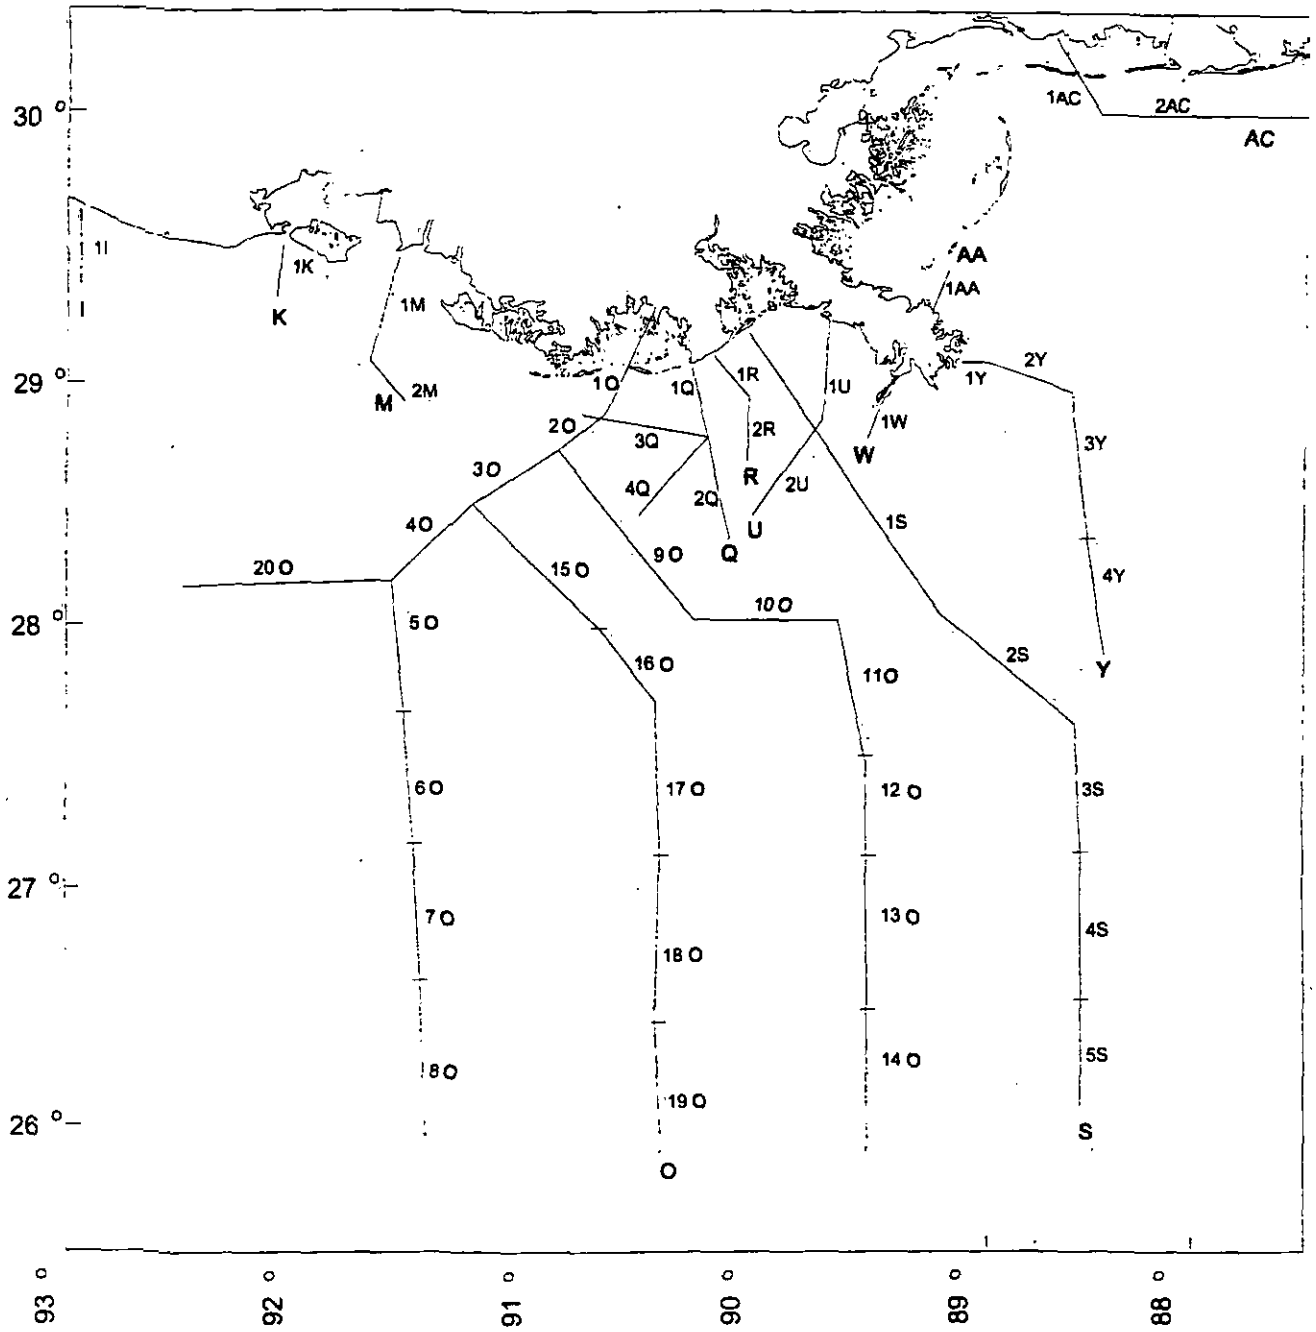 30 °
1AC
2AC
AC
1I
I
1K
K
1M
2M
M
AA
1AA
1O
1Q
1R
1U
1W
W
1Y
2Y
2O
3Q
2R
R
3Y
3O
4Q
2Q
2U
U
Q
1S
4O
9O
15O
20O
4Y
28 °
5O
10O
2S
Y
16O
11O
6O
17O
12O
3S
27 °
7O
13O
18O
4S
8O
14O
5S
19O
26 °
S
O
29 °
93 °
92 °
91 °
90 °
89 °
88 °